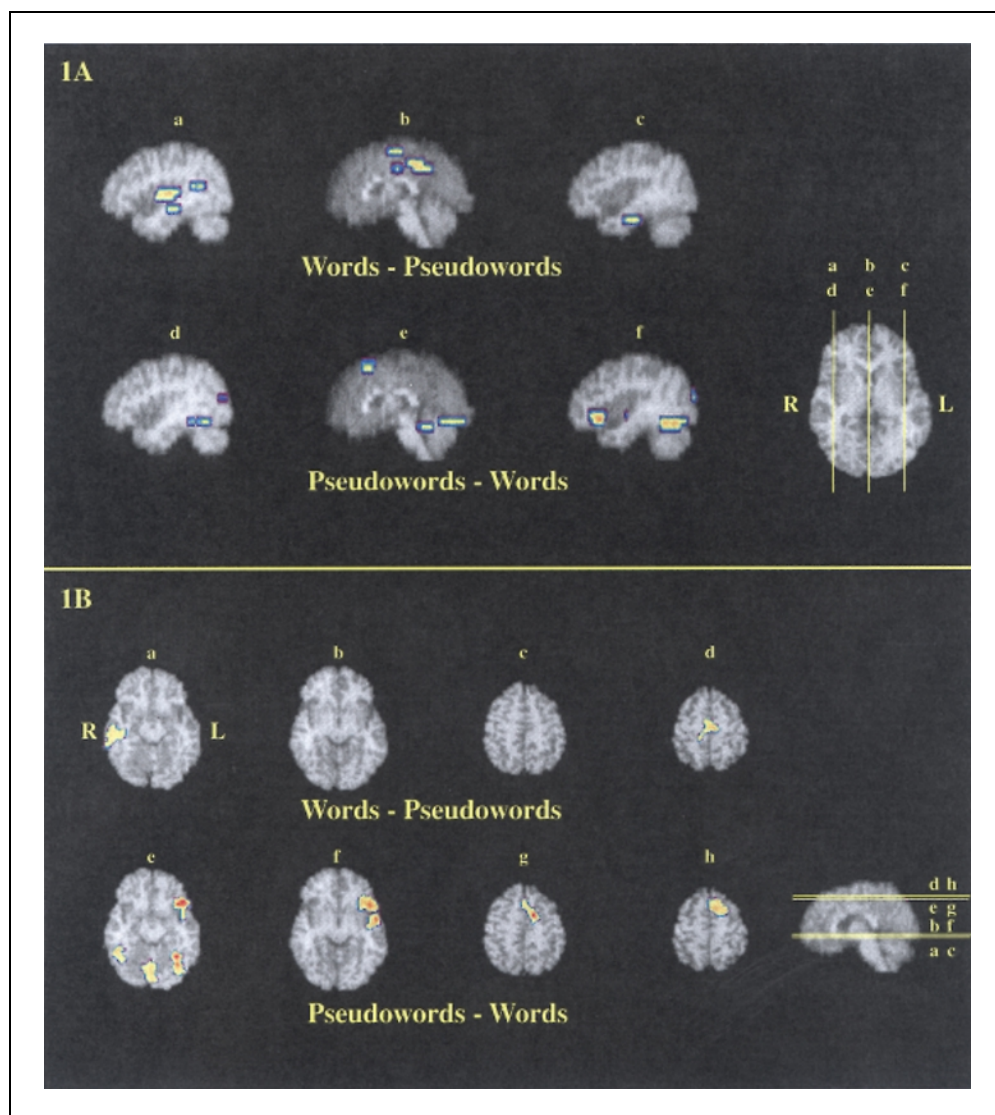 1A
a b c
Words - Pseudowords
a b c
d e f
d e f
R L
Pseudowords - Words
1B
a b c d
R L
Words - Pseudowords
e f g h
d h
e g
b f
a c
Pseudowords - Words